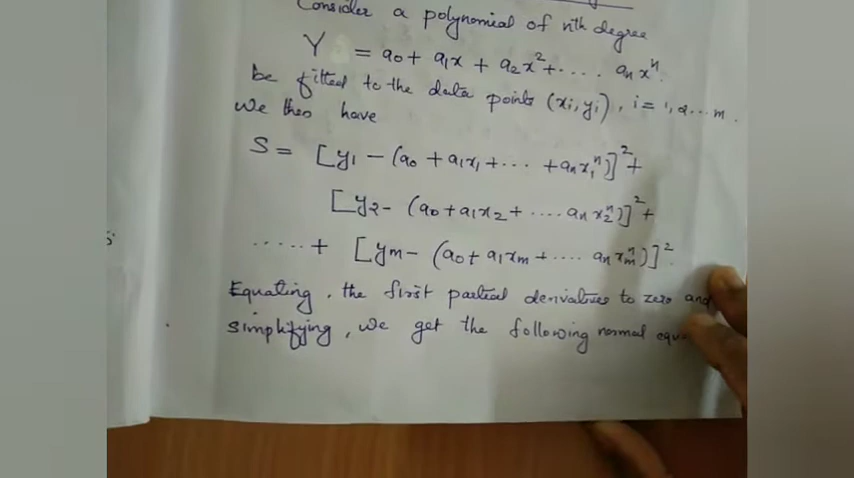 Consider a polynomial of nth degree
Y = a0 + a1x + a2x² + .... anxⁿ.
be fitted to the data points (xi, yi), i = 1, 2 ... m.
We then have
S = [y1 - (a0 + a1x1 + ... + anx1ⁿ)]² +
[y2 - (a0 + a1x2 + .... anx2ⁿ)]² +
..... + [ym - (a0 + a1xm + .... anxmⁿ)]²
Equating, the first partial derivatives to zero and
simplifying, we get the following normal